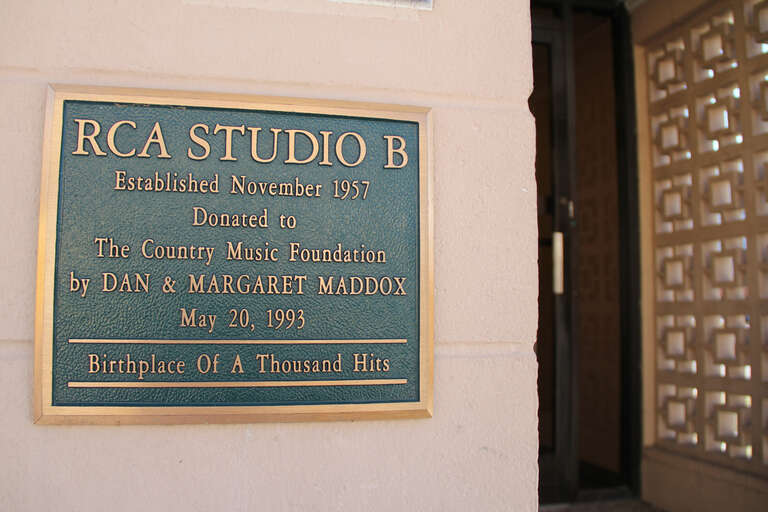 RCA STUDIO B
Established November 1957
Donated to
The Country Music Foundation
by DAN & MARGARET MADDOX
May 20, 1993
Birthplace Of A Thousand Hits